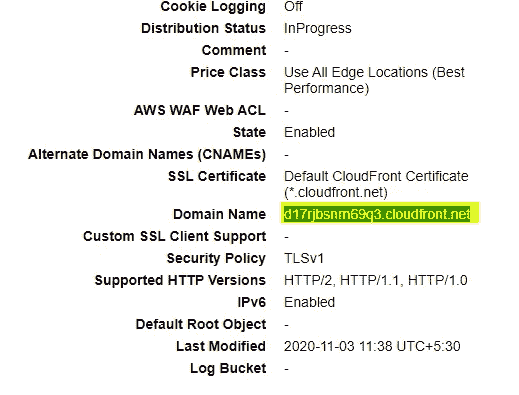 Cookie Logging Off
Distribution Status InProgress
Comment -
Price Class Use All Edge Locations (Best
Performance)
AWS WAF Web ACL -
State Enabled
Alternate Domain Names (CNAMEs) -
SSL Certificate Default CloudFront Certificate
(*.cloudfront.net)
Domain Name d17rjbsnm69q3.cloudfront.net
Custom SSL Client Support -
Security Policy TLSv1
Supported HTTP Versions HTTP/2, HTTP/1.1, HTTP/1.0
IPv6 Enabled
Default Root Object -
Last Modified 2020-11-03 11:38 UTC+5:30
Log Bucket -